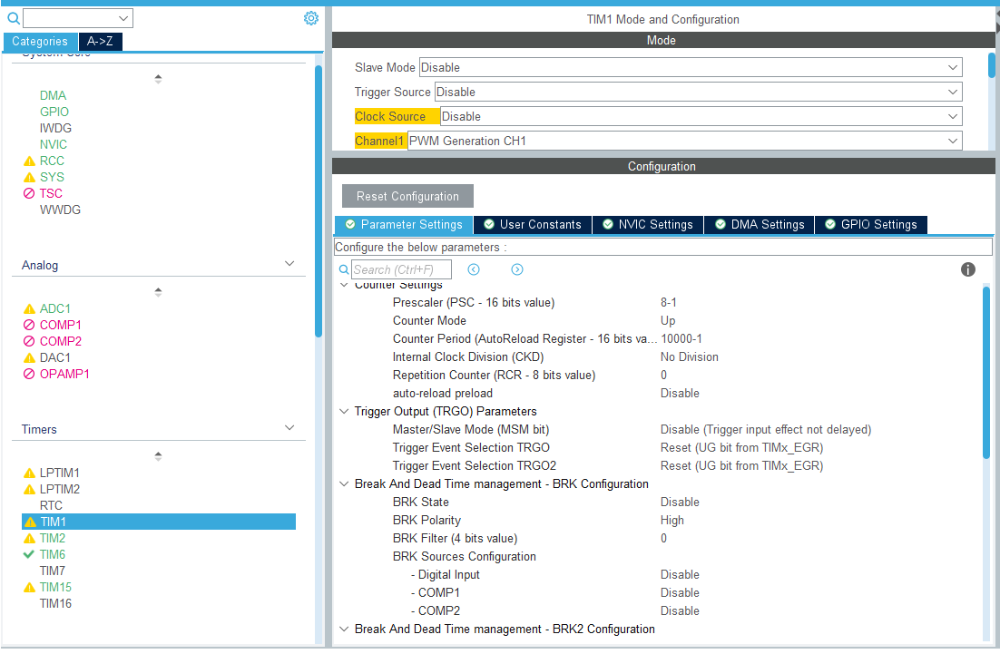 Categories
A->Z
System Core
DMA
GPIO
IWDG
NVIC
RCC
SYS
TSC
WWDG
Analog
ADC1
COMP1
COMP2
DAC1
OPAMP1
Timers
LPTIM1
LPTIM2
RTC
TIM1
TIM2
TIM6
TIM7
TIM15
TIM16
TIM1 Mode and Configuration
Mode
Slave Mode Disable
Trigger Source Disable
Clock Source Disable
Channel1 PWM Generation CH1
Configuration
Reset Configuration
Parameter Settings User Constants NVIC Settings DMA Settings GPIO Settings
Configure the below parameters :
Search (Ctrl+F)
Counter Settings
Prescaler (PSC - 16 bits value) 8-1
Counter Mode Up
Counter Period (AutoReload Register - 16 bits va... 10000-1
Internal Clock Division (CKD) No Division
Repetition Counter (RCR - 8 bits value) 0
auto-reload preload Disable
Trigger Output (TRGO) Parameters
Master/Slave Mode (MSM bit) Disable (Trigger input effect not delayed)
Trigger Event Selection TRGO Reset (UG bit from TIMx_EGR)
Trigger Event Selection TRGO2 Reset (UG bit from TIMx_EGR)
Break And Dead Time management - BRK Configuration
BRK State Disable
BRK Polarity High
BRK Filter (4 bits value) 0
BRK Sources Configuration
- Digital Input Disable
- COMP1 Disable
- COMP2 Disable
Break And Dead Time management - BRK2 Configuration